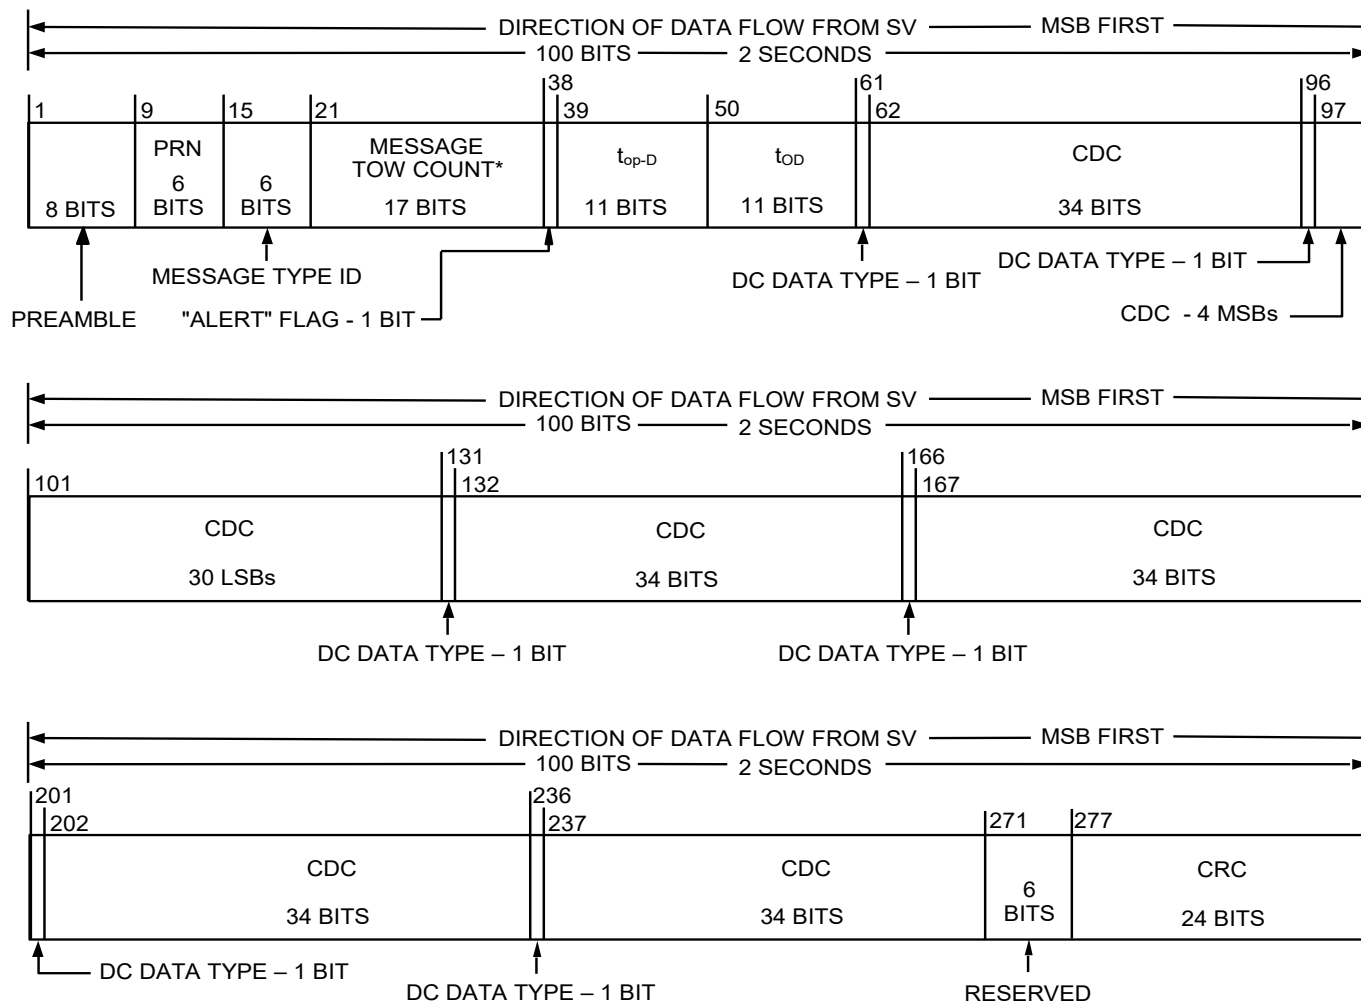 DIRECTION OF DATA FLOW FROM SV MSB FIRST
100 BITS 2 SECONDS
38 61 96
1 9 15 21 39 50 62 97
PRN MESSAGE
TOW COUNT* top-D tOD CDC
6 6
8 BITS BITS BITS 17 BITS 11 BITS 11 BITS 34 BITS
MESSAGE TYPE ID DC DATA TYPE – 1 BIT DC DATA TYPE – 1 BIT
PREAMBLE "ALERT" FLAG - 1 BIT CDC - 4 MSBs
DIRECTION OF DATA FLOW FROM SV MSB FIRST
100 BITS 2 SECONDS
131 166
101 132 167
CDC CDC CDC
30 LSBs 34 BITS 34 BITS
DC DATA TYPE – 1 BIT DC DATA TYPE – 1 BIT
DIRECTION OF DATA FLOW FROM SV MSB FIRST
100 BITS 2 SECONDS
201 236
202 237 271 277
CDC CDC CRC
6
34 BITS 34 BITS BITS 24 BITS
DC DATA TYPE – 1 BIT DC DATA TYPE – 1 BIT RESERVED